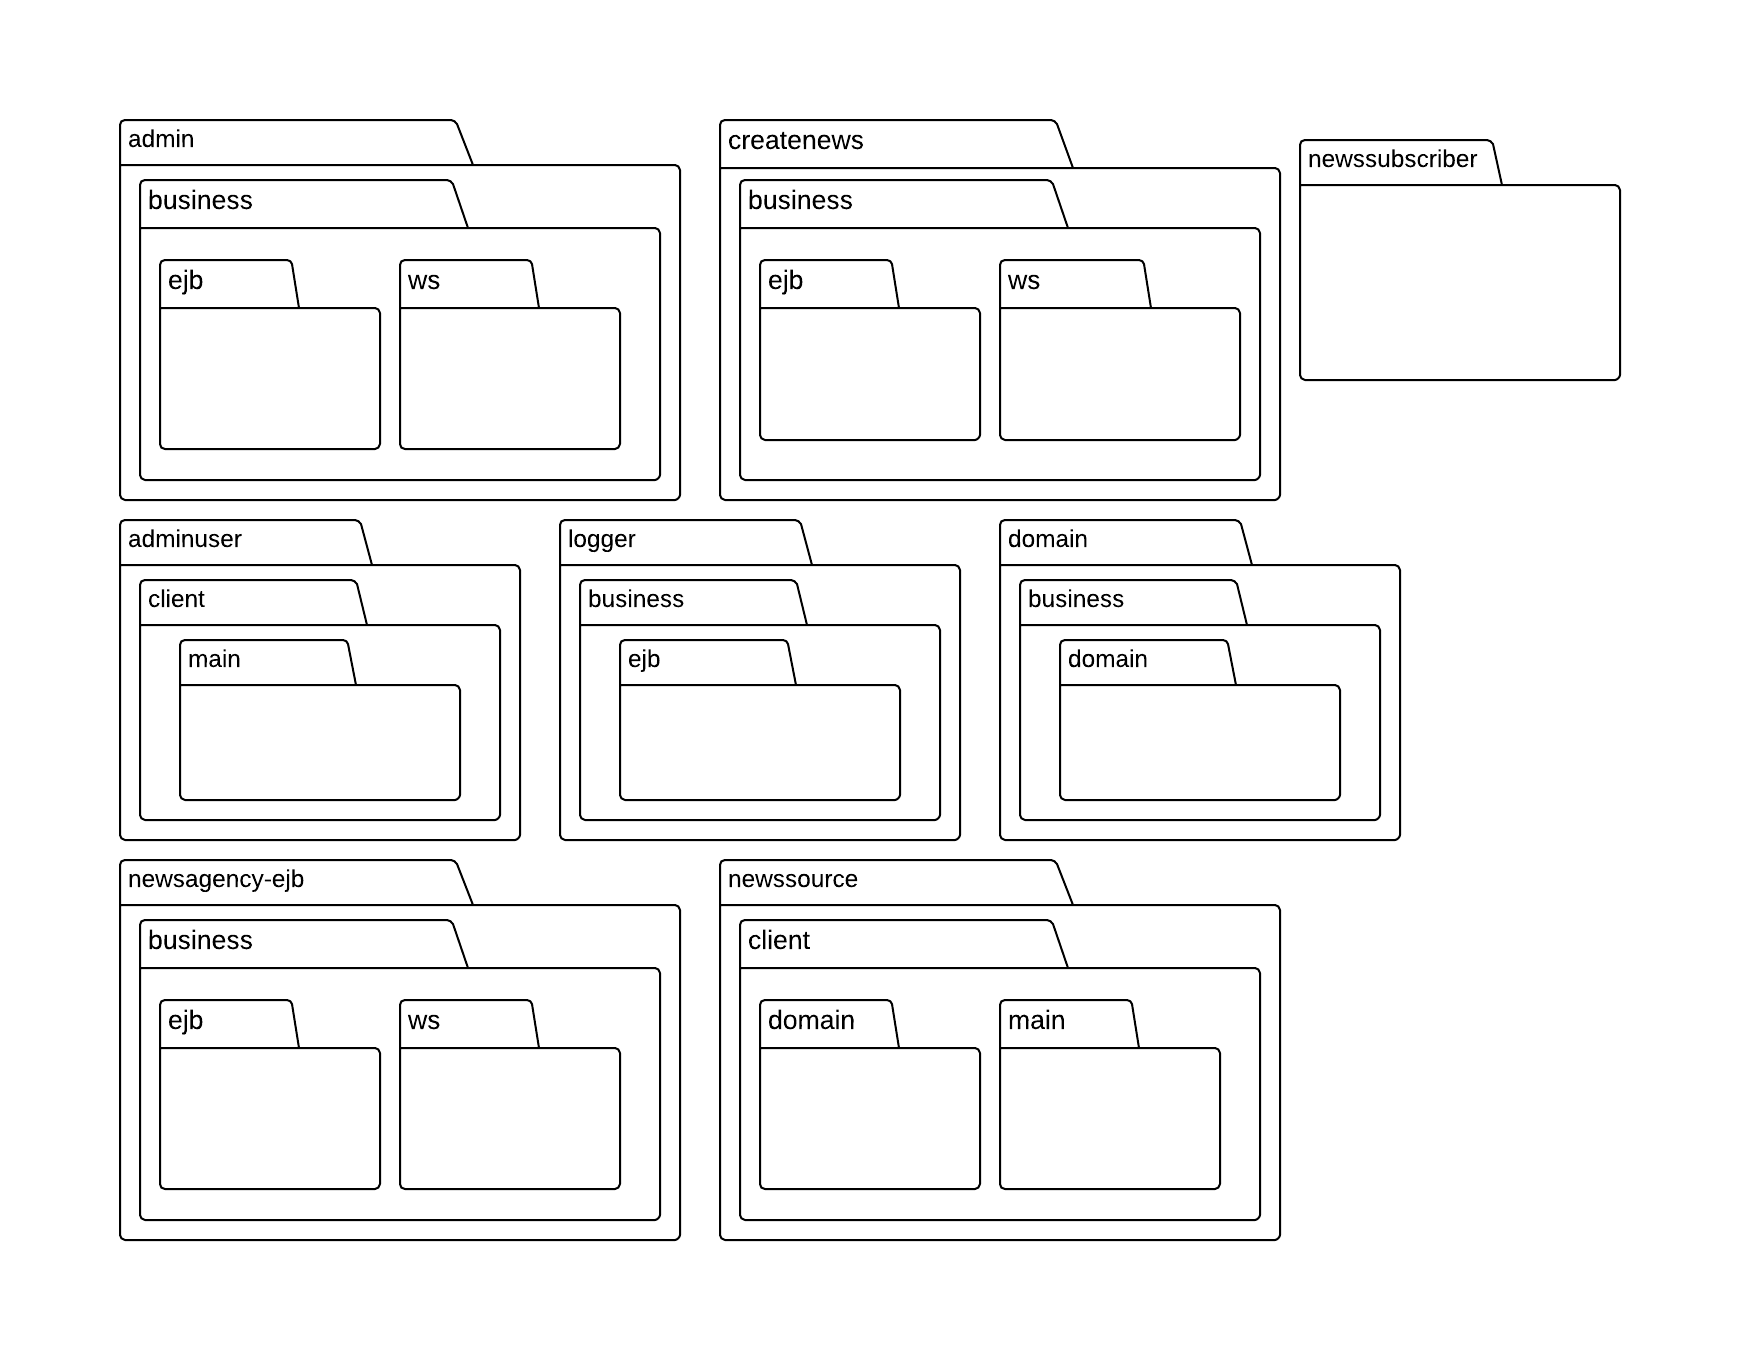 admin
business
ejb
ws
createnews
business
ejb
ws
newssubscriber
adminuser
client
main
logger
business
ejb
domain
business
domain
newsagency-ejb
business
ejb
ws
newssource
client
domain
main